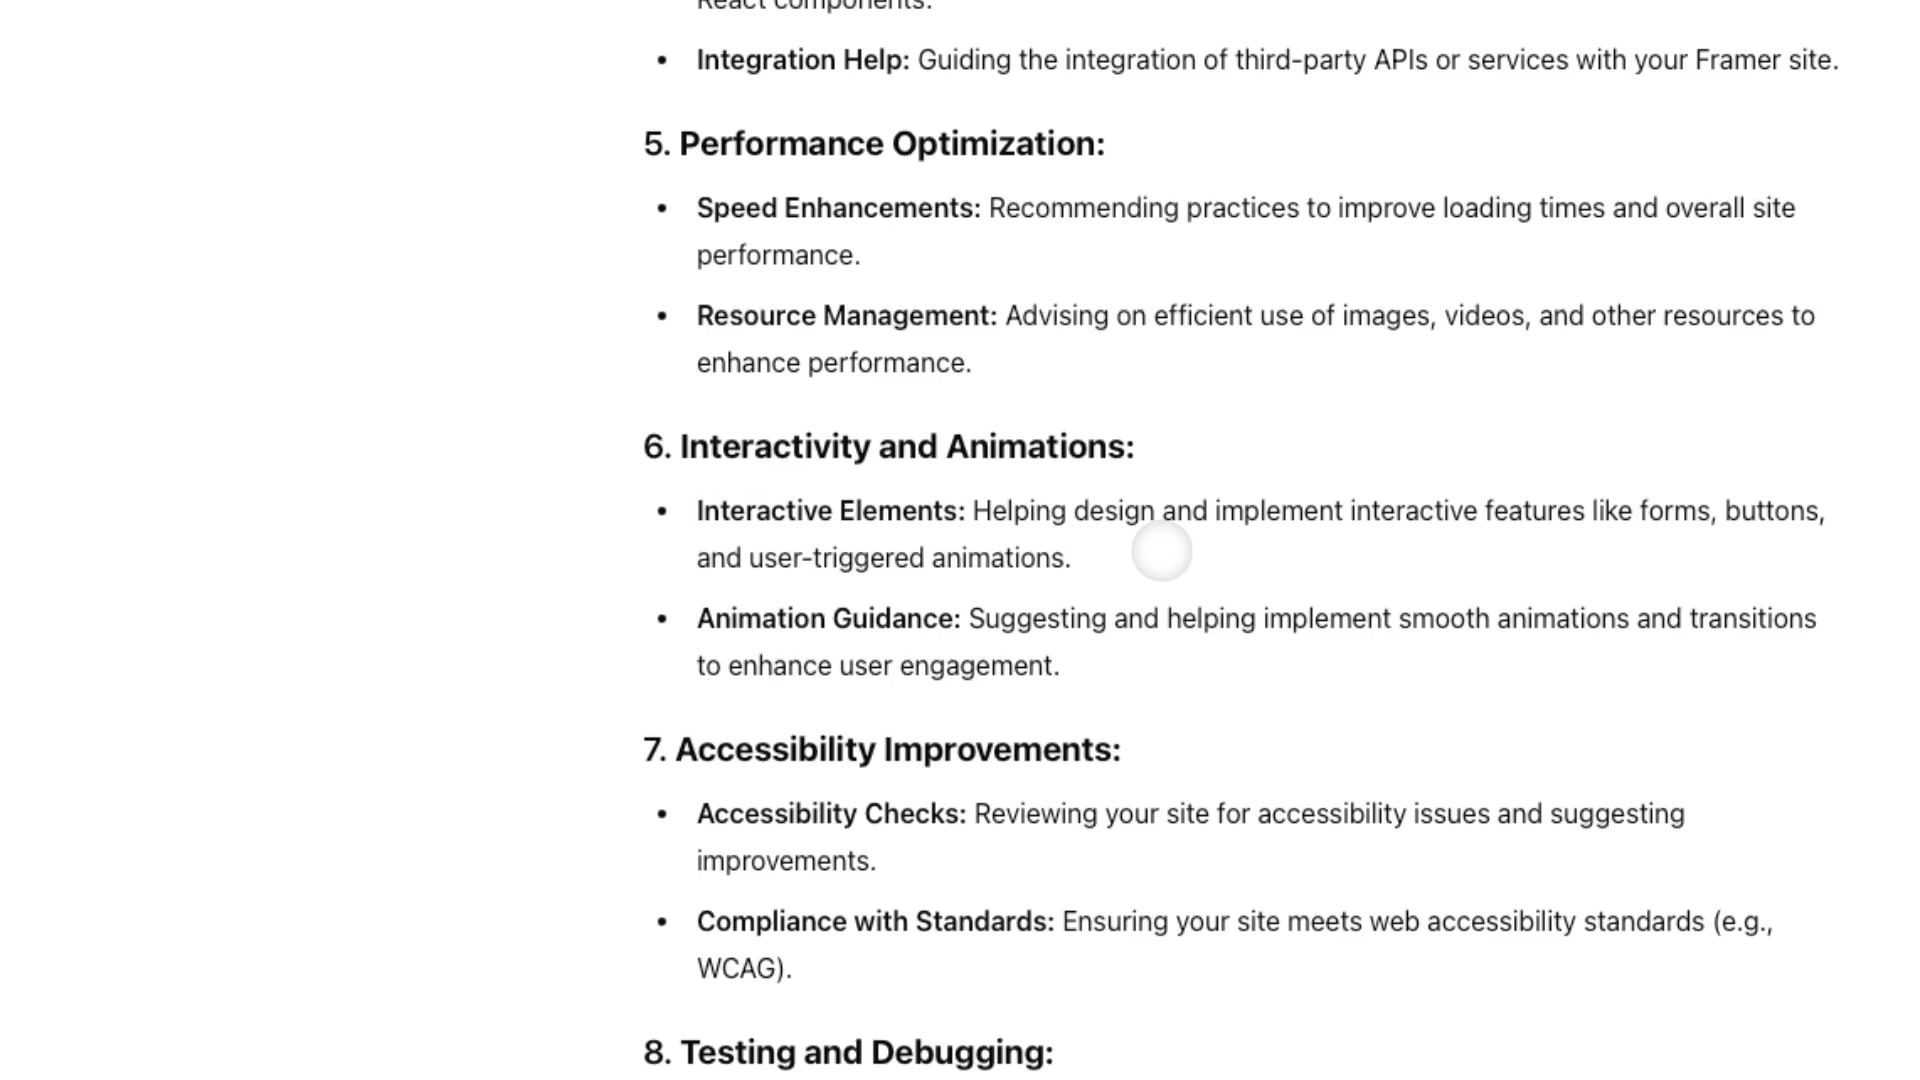 React components.
• Integration Help: Guiding the integration of third-party APIs or services with your Framer site.
5. Performance Optimization:
• Speed Enhancements: Recommending practices to improve loading times and overall site
performance.
• Resource Management: Advising on efficient use of images, videos, and other resources to
enhance performance.
6. Interactivity and Animations:
• Interactive Elements: Helping design and implement interactive features like forms, buttons,
and user-triggered animations.
• Animation Guidance: Suggesting and helping implement smooth animations and transitions
to enhance user engagement.
7. Accessibility Improvements:
• Accessibility Checks: Reviewing your site for accessibility issues and suggesting
improvements.
• Compliance with Standards: Ensuring your site meets web accessibility standards (e.g.,
WCAG).
8. Testing and Debugging: